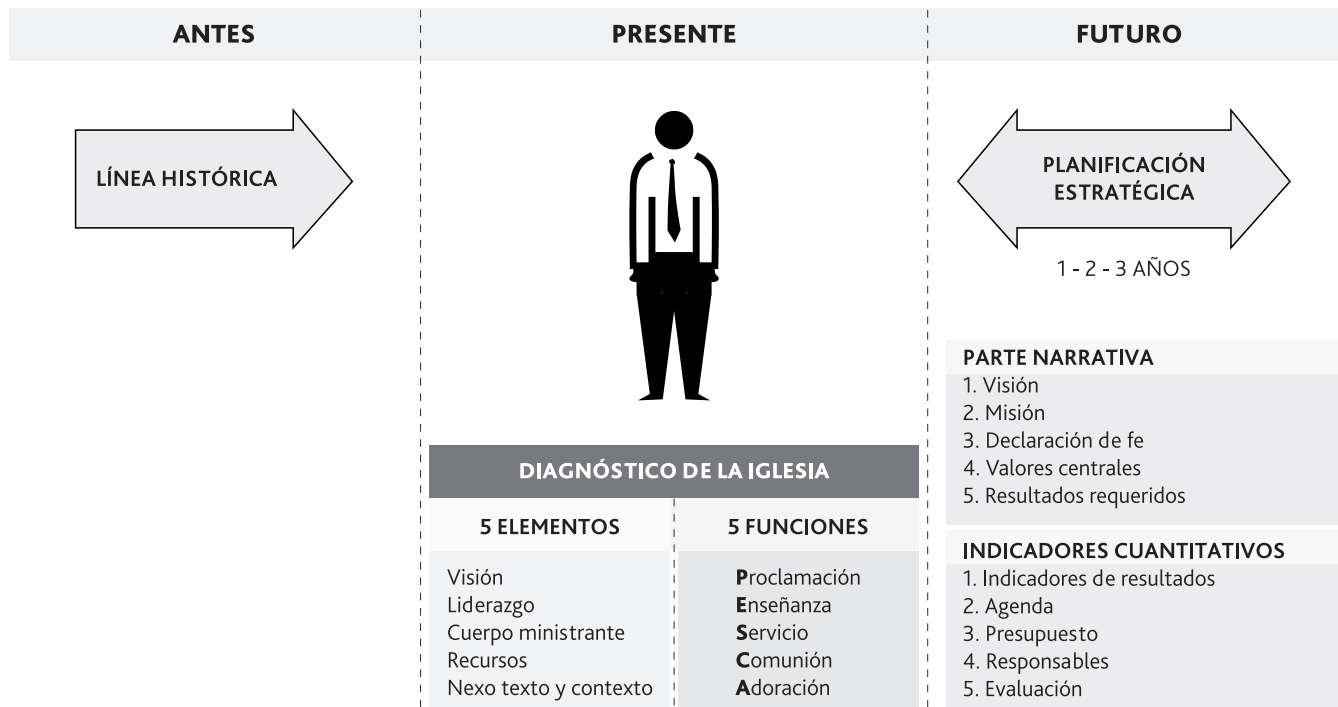 ANTES
LÍNEA HISTÓRICA
PRESENTE
DIAGNÓSTICO DE LA IGLESIA
5 ELEMENTOS
Visión
Liderazgo
Cuerpo ministrante
Recursos
Nexo texto y contexto
5 FUNCIONES
Proclamación
Enseñanza
Servicio
Comunión
Adoración
FUTURO
PLANIFICACIÓN
ESTRATÉGICA
1 - 2 - 3 AÑOS
PARTE NARRATIVA
1. Visión
2. Misión
3. Declaración de fe
4. Valores centrales
5. Resultados requeridos
INDICADORES CUANTITATIVOS
1. Indicadores de resultados
2. Agenda
3. Presupuesto
4. Responsables
5. Evaluación